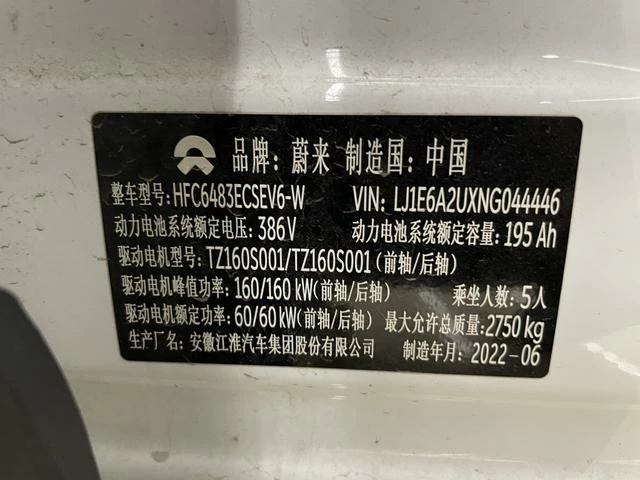 品牌：蔚来 制造国：中国
整车型号：HFC6483ECSEV6-W VIN：LJ1E6A2UXNG044446
动力电池系统额定电压：386V 动力电池系统额定容量：195Ah
驱动电机型号：TZ160S001/TZ160S001（前轴/后轴）
驱动电机峰值功率：160/160 kW（前轴/后轴） 乘坐人数：5人
驱动电机额定功率：60/60kW（前轴/后轴） 最大允许总质量：2750kg
生产厂名：安徽江淮汽车集团股份有限公司 制造年月：2022-06